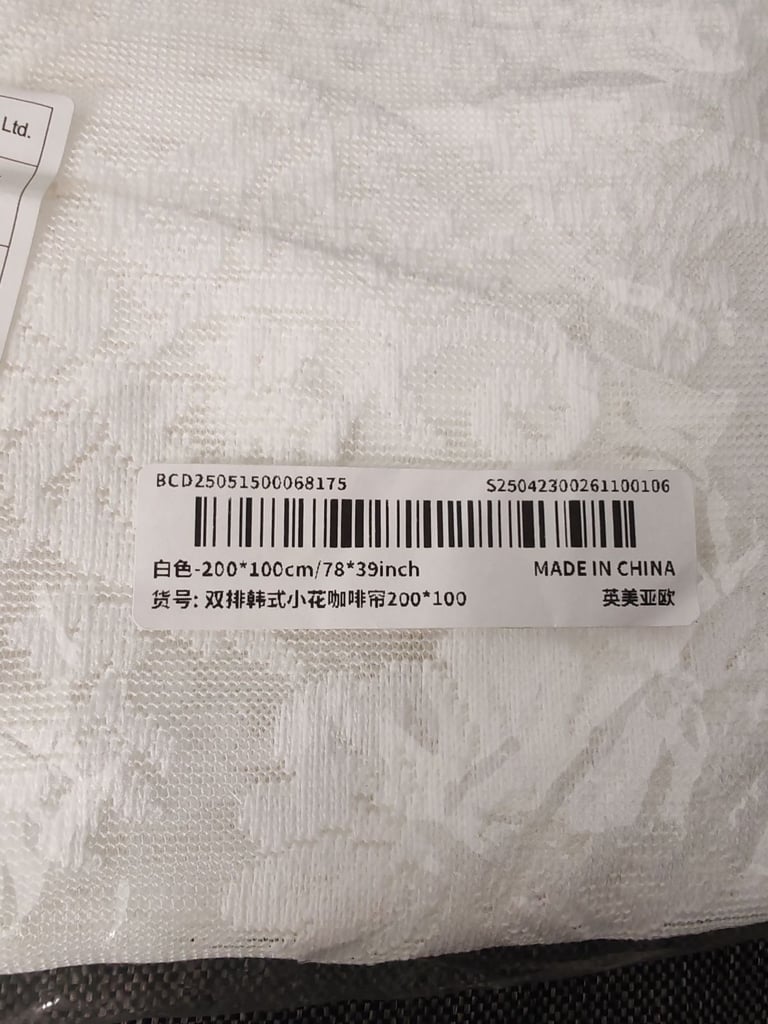 Ltd.
BCD25051500068175 S25042300261100106
白色-200*100cm/78*39inch MADE IN CHINA
货号: 双排韩式小花咖啡帘200*100 英美亚欧